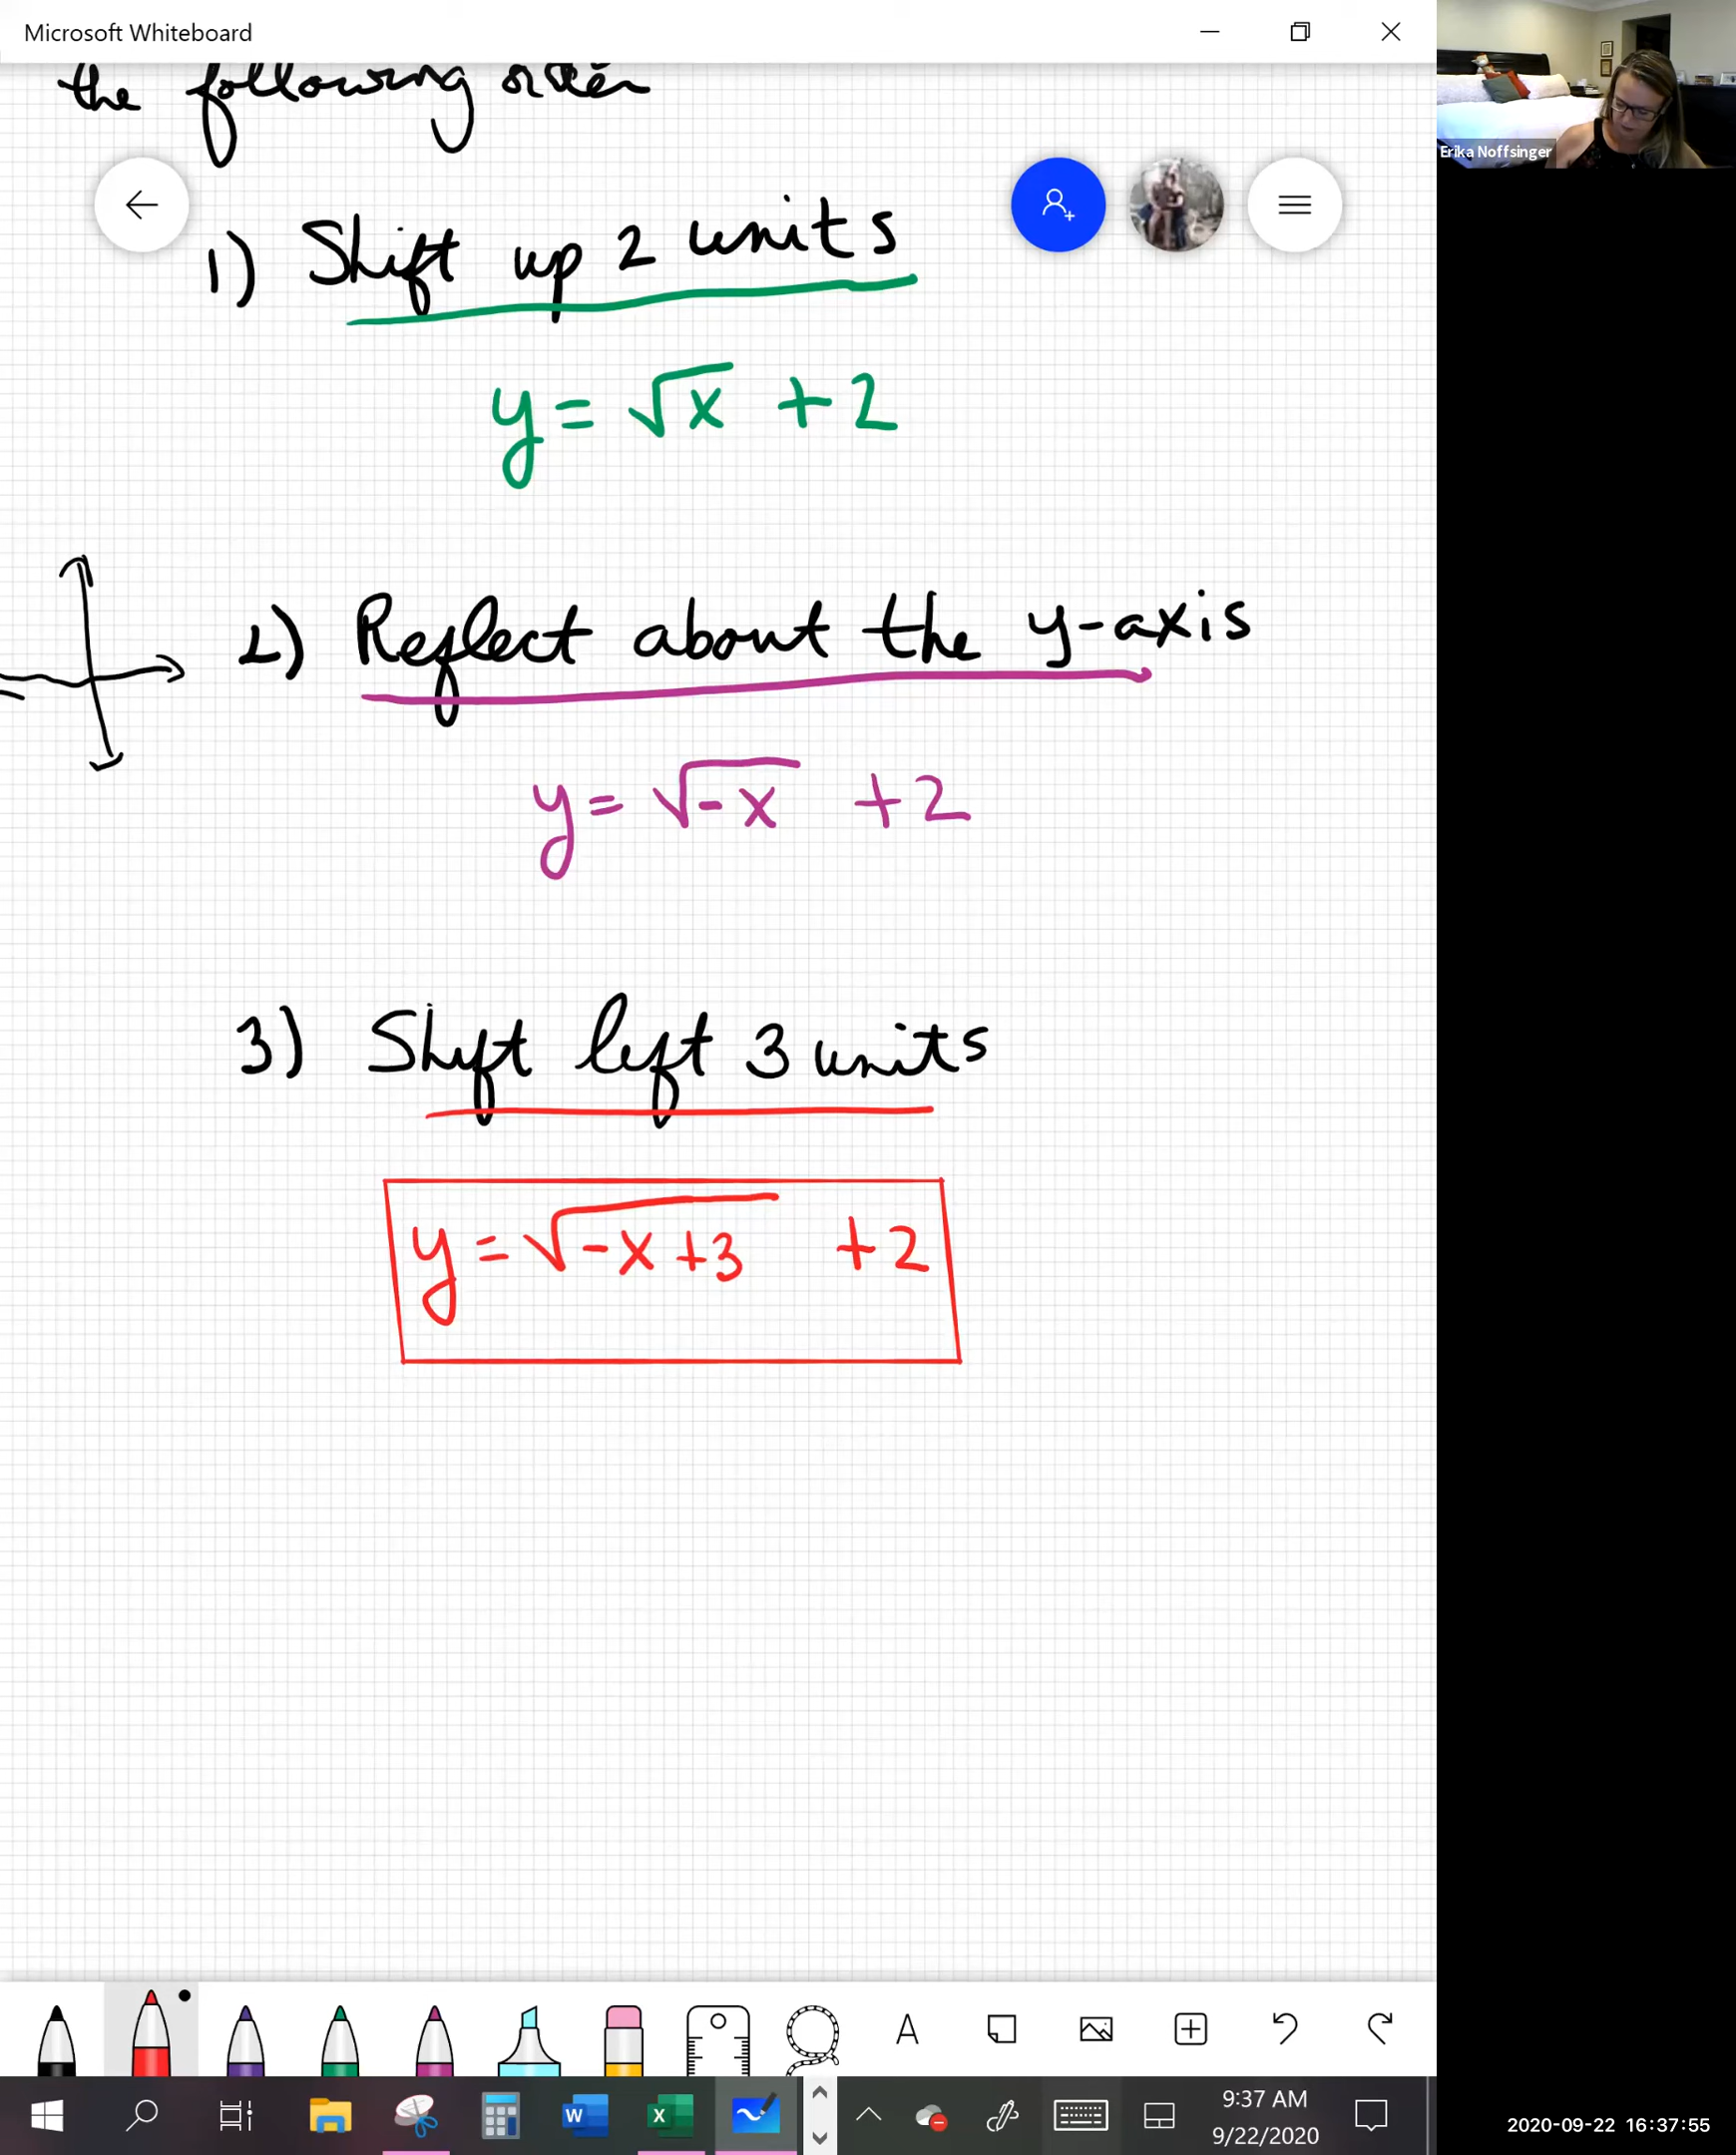 Microsoft Whiteboard
the following order
Erika Noffsinger
1) Shift up 2 units
y = √x + 2
2) Reflect about the y-axis
y = √-x + 2
3) Shift left 3 units
y = √-x+3 + 2
A
W
X
9:37 AM
9/22/2020
2020-09-22 16:37:55